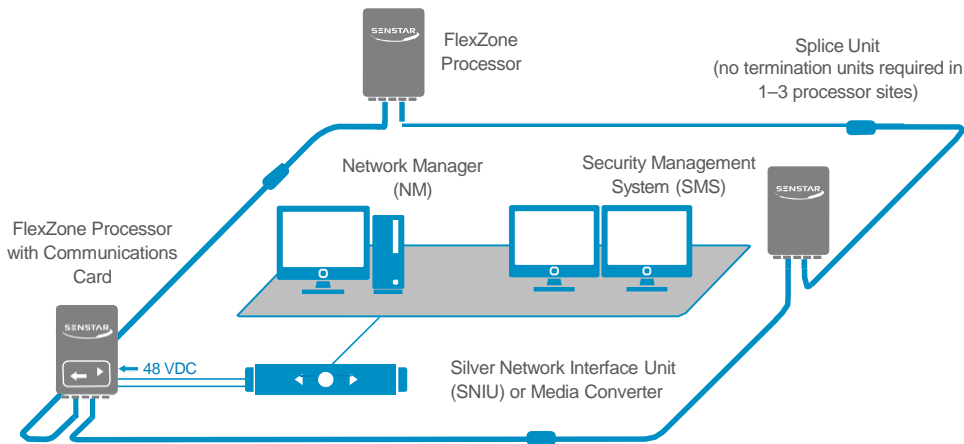 SENSTAR
FlexZone
Processor
Splice Unit
(no termination units required in
1–3 processor sites)
Network Manager
(NM)
Security Management
System (SMS)
SENSTAR
FlexZone Processor
with Communications
Card
SENSTAR
48 VDC
Silver Network Interface Unit
(SNIU) or Media Converter